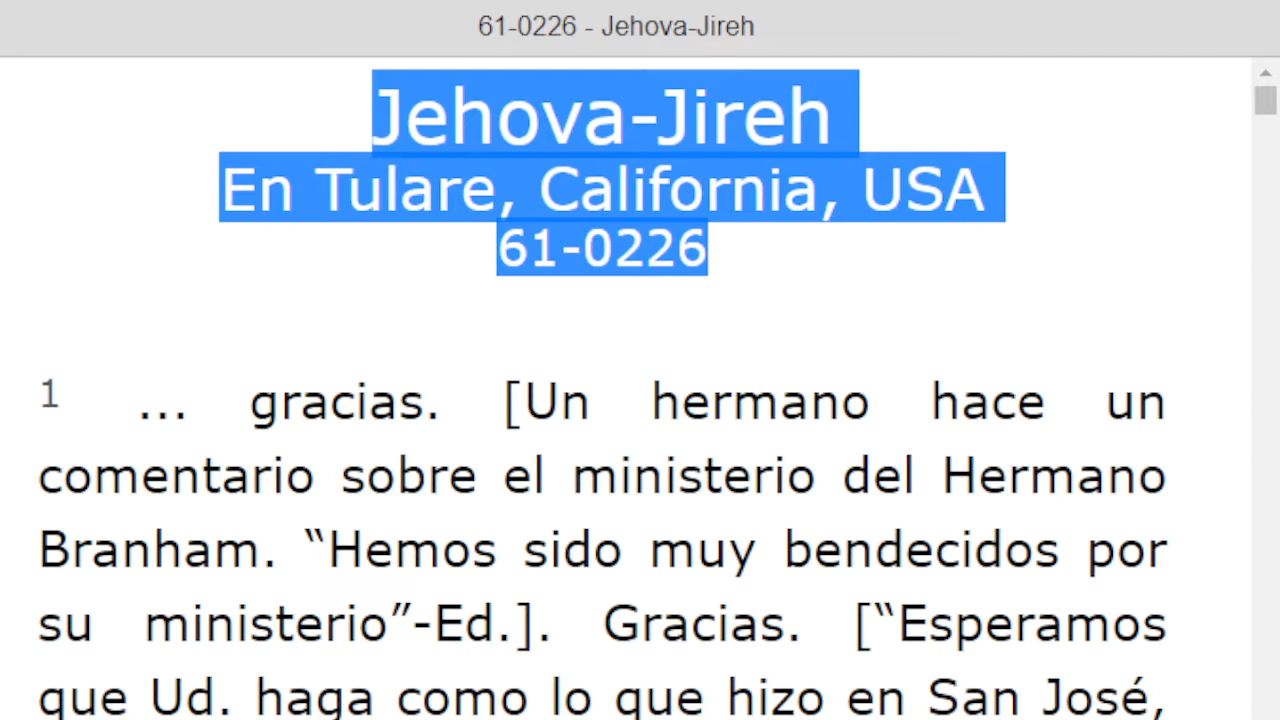 61-0226 - Jehova-Jireh
Jehova-Jireh
En Tulare, California, USA
61-0226
1 ... gracias. [Un hermano hace un
comentario sobre el ministerio del Hermano
Branham. “Hemos sido muy bendecidos por
su ministerio”-Ed.]. Gracias. [“Esperamos
que Ud. haga como lo que hizo en San José,